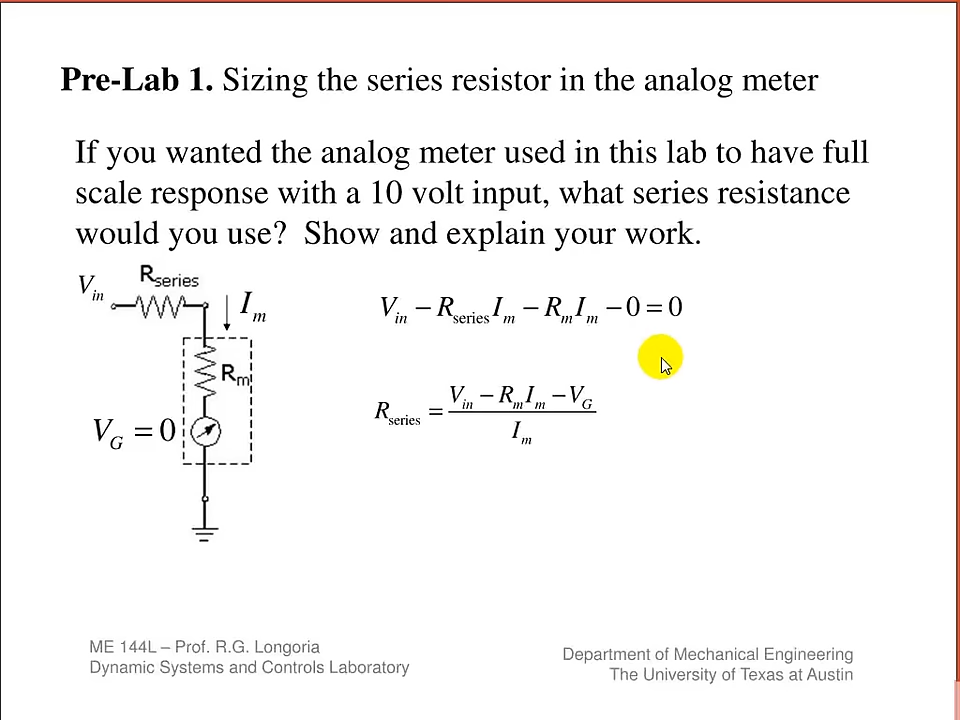 Pre-Lab 1. Sizing the series resistor in the analog meter
If you wanted the analog meter used in this lab to have full
scale response with a 10 volt input, what series resistance
would you use?  Show and explain your work.
V_in
R_series
I_m
R_m
V_G = 0
V_in − R_series I_m − R_m I_m − 0 = 0
R_series = (V_in − R_m I_m − V_G) / I_m
ME 144L – Prof. R.G. Longoria
Dynamic Systems and Controls Laboratory
Department of Mechanical Engineering
The University of Texas at Austin